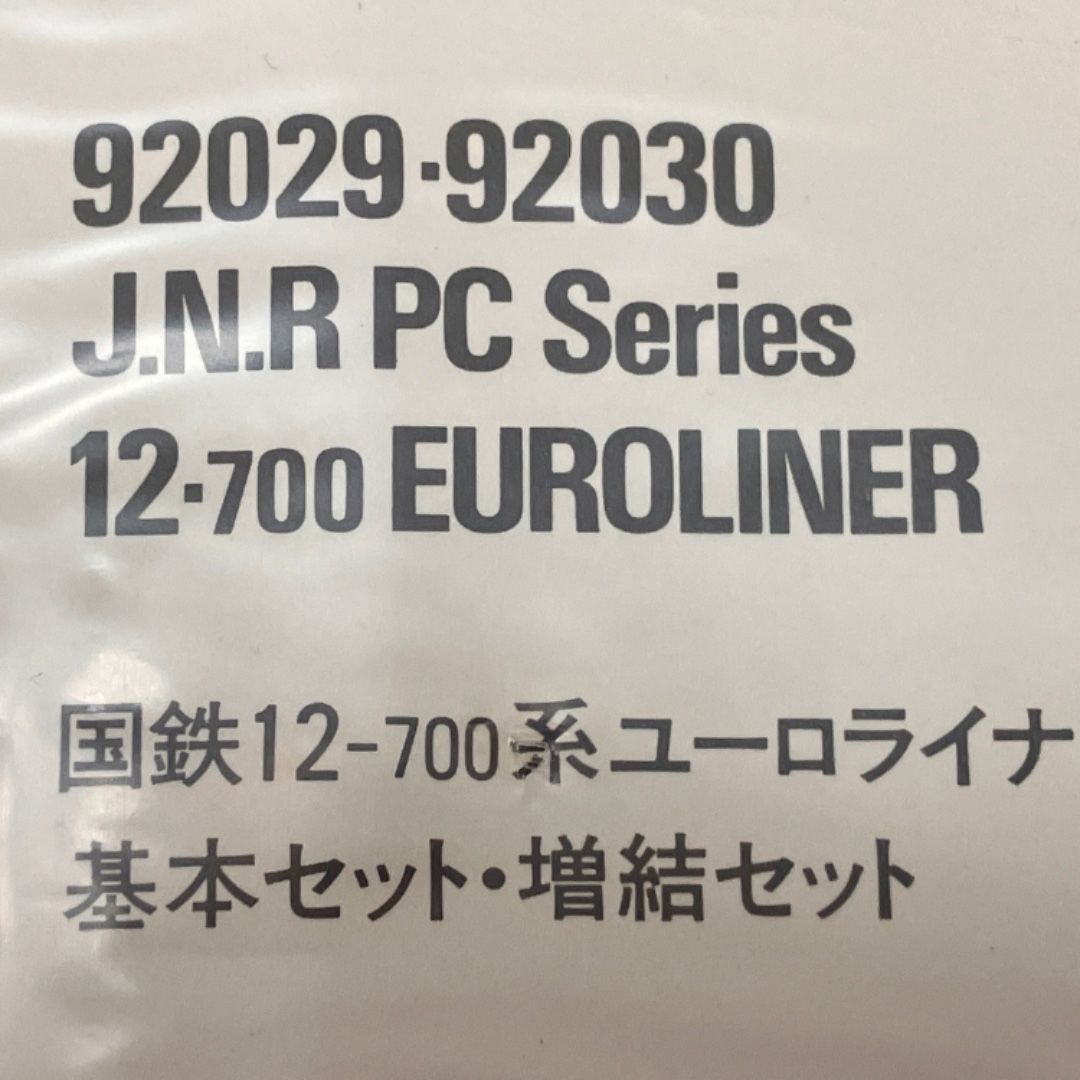 92029·92030
J.N.R PC Series
12·700 EUROLINER
国鉄12-700系ユーロライナー
基本セット・増結セット